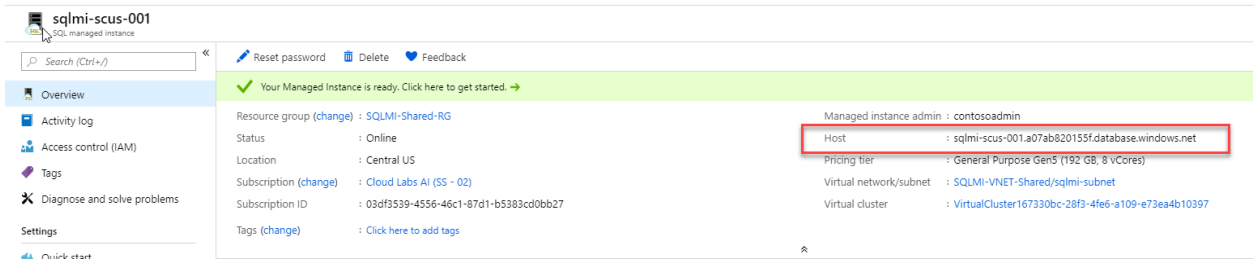 sqlmi-scus-001
SQL managed instance
Search (Ctrl+/)
«
Overview
Activity log
Access control (IAM)
Tags
Diagnose and solve problems
Settings
Quick start
Reset password Delete Feedback
Your Managed Instance is ready. Click here to get started. →
Resource group (change) : SQLMI-Shared-RG
Status : Online
Location : Central US
Subscription (change) : Cloud Labs AI (SS - 02)
Subscription ID : 03df3539-4556-46c1-87d1-b5383cd0bb27
Tags (change) : Click here to add tags
Managed instance admin : contosoadmin
Host : sqlmi-scus-001.a07ab820155f.database.windows.net
Pricing tier : General Purpose Gen5 (192 GB, 8 vCores)
Virtual network/subnet : SQLMI-VNET-Shared/sqlmi-subnet
Virtual cluster : VirtualCluster167330bc-28f3-4fe6-a109-e73ea4b10397